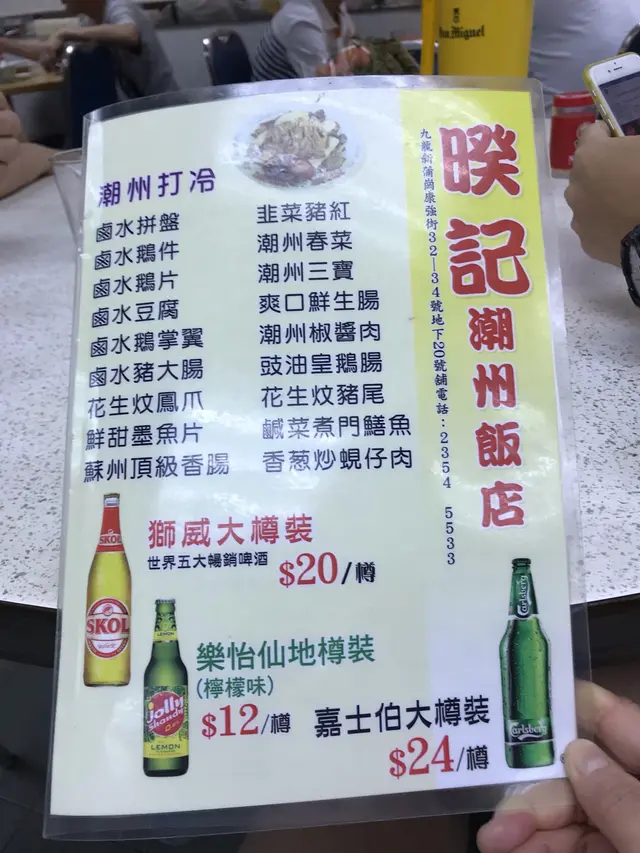 San Miguel
潮州打冷
鹵水拼盤
鹵水鵝件
鹵水鵝片
鹵水豆腐
鹵水鵝掌翼
鹵水豬大腸
花生炆鳳爪
鮮甜墨魚片
蘇州頂級香腸
韭菜豬紅
潮州春菜
潮州三寶
爽口鮮生腸
潮州椒醬肉
豉油皇鵝腸
花生炆豬尾
鹹菜煮門鱔魚
香葱炒蜆仔肉
暌記潮州飯店
九龍新蒲崗康強街32-34號地下20號舖電話：2354 5533
獅威大樽裝
世界五大暢銷啤酒
$20/樽
SKOL
SKOL
樂怡仙地樽裝
(檸檬味)
$12/樽
LEMON
Jolly
Shandy
LEMON
嘉士伯大樽裝
$24/樽
Carlsberg
Carlsberg